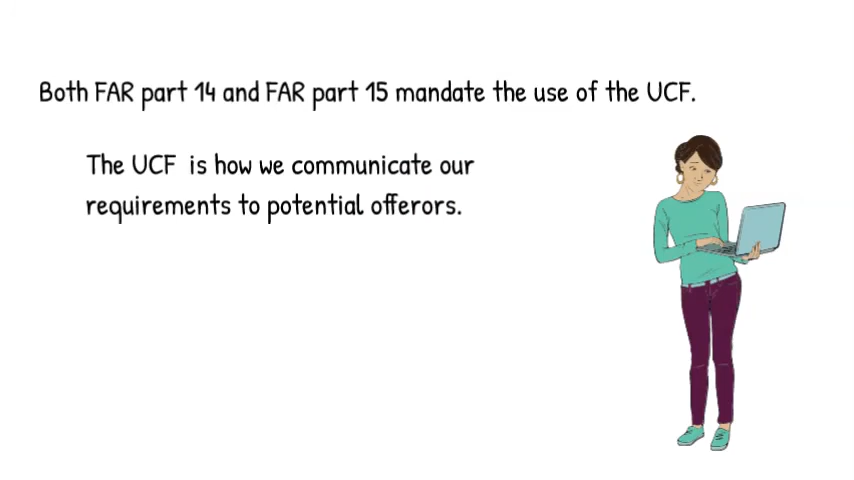 Both FAR part 14 and FAR part 15 mandate the use of the UCF.
The UCF is how we communicate our
requirements to potential offerors.